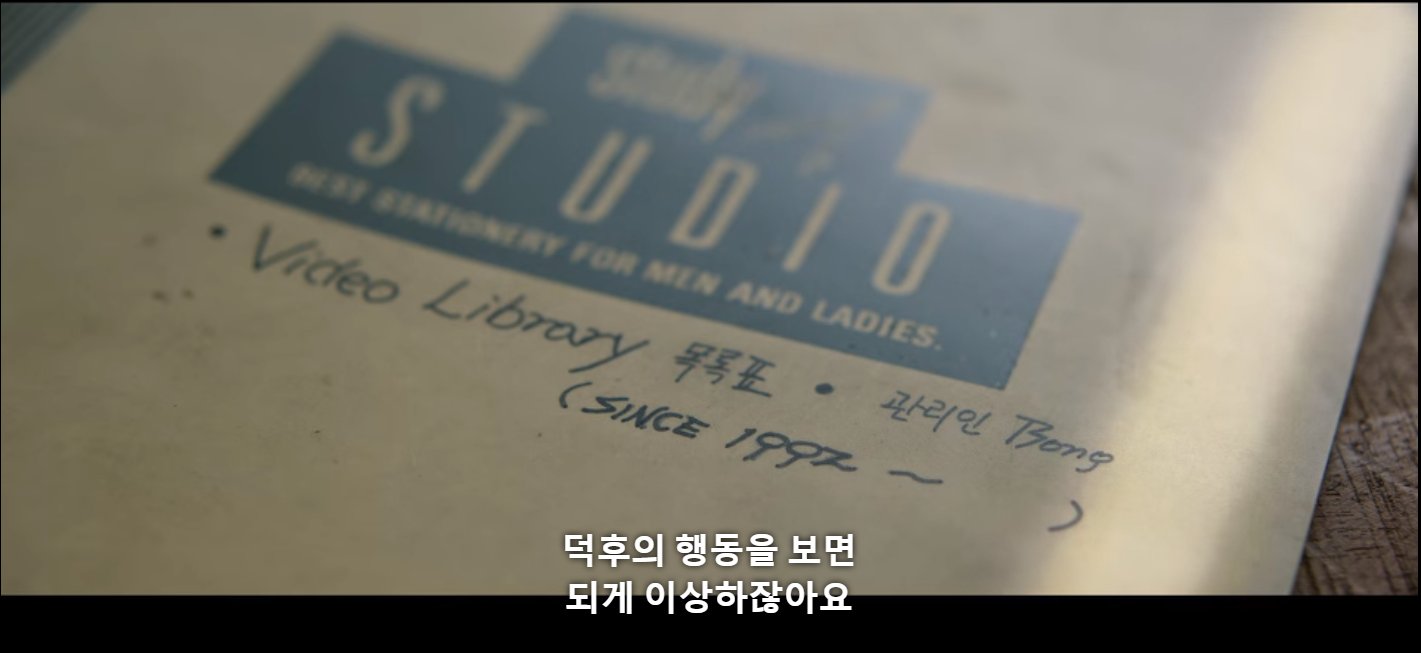 Study
STUDIO
BEST STATIONERY FOR MEN AND LADIES.
• Video Library 목록표 • 관리인 Bong
(SINCE 1992 ~ )
덕후의 행동을 보면
되게 이상하잖아요